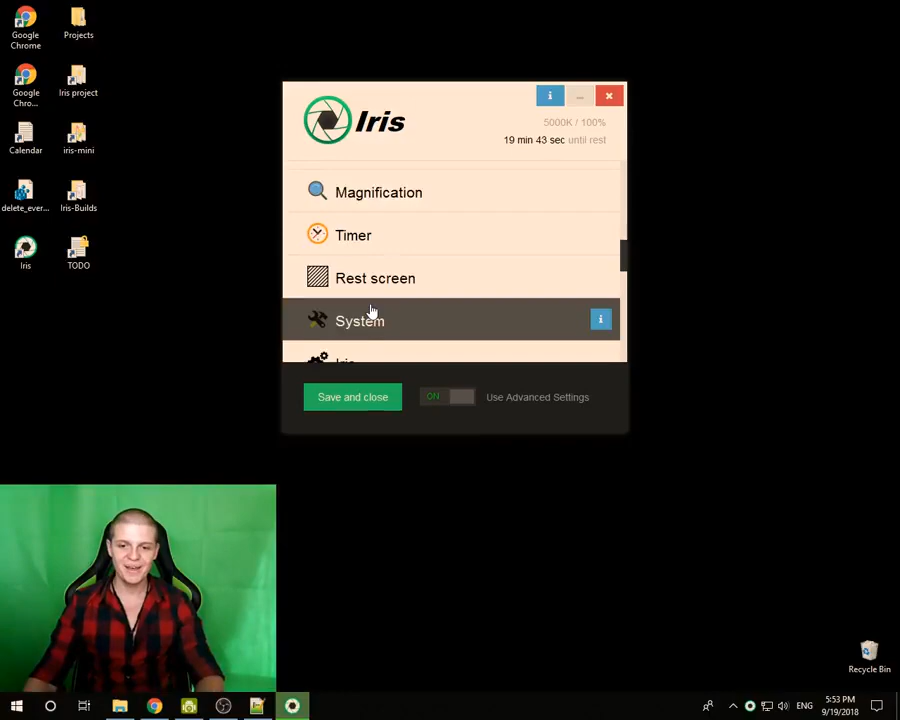 Google
Chrome
Projects
Google
Chro...
Iris project
Calendar
iris-mini
delete_ever...
Iris-Builds
Iris
TODO
Iris
i
5000K / 100%
19 min 43 sec until rest
Magnification
Timer
Rest screen
System
i
Iris
Save and close
ON
Use Advanced Settings
Recycle Bin
ENG
5:53 PM
9/19/2018